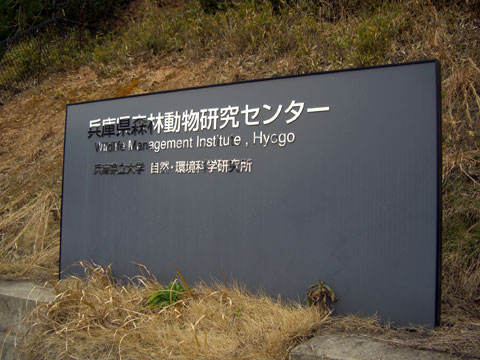 兵庫県森林動物研究センター
Wildlife Management Institute , Hyogo
兵庫県立大学 自然・環境科学研究所